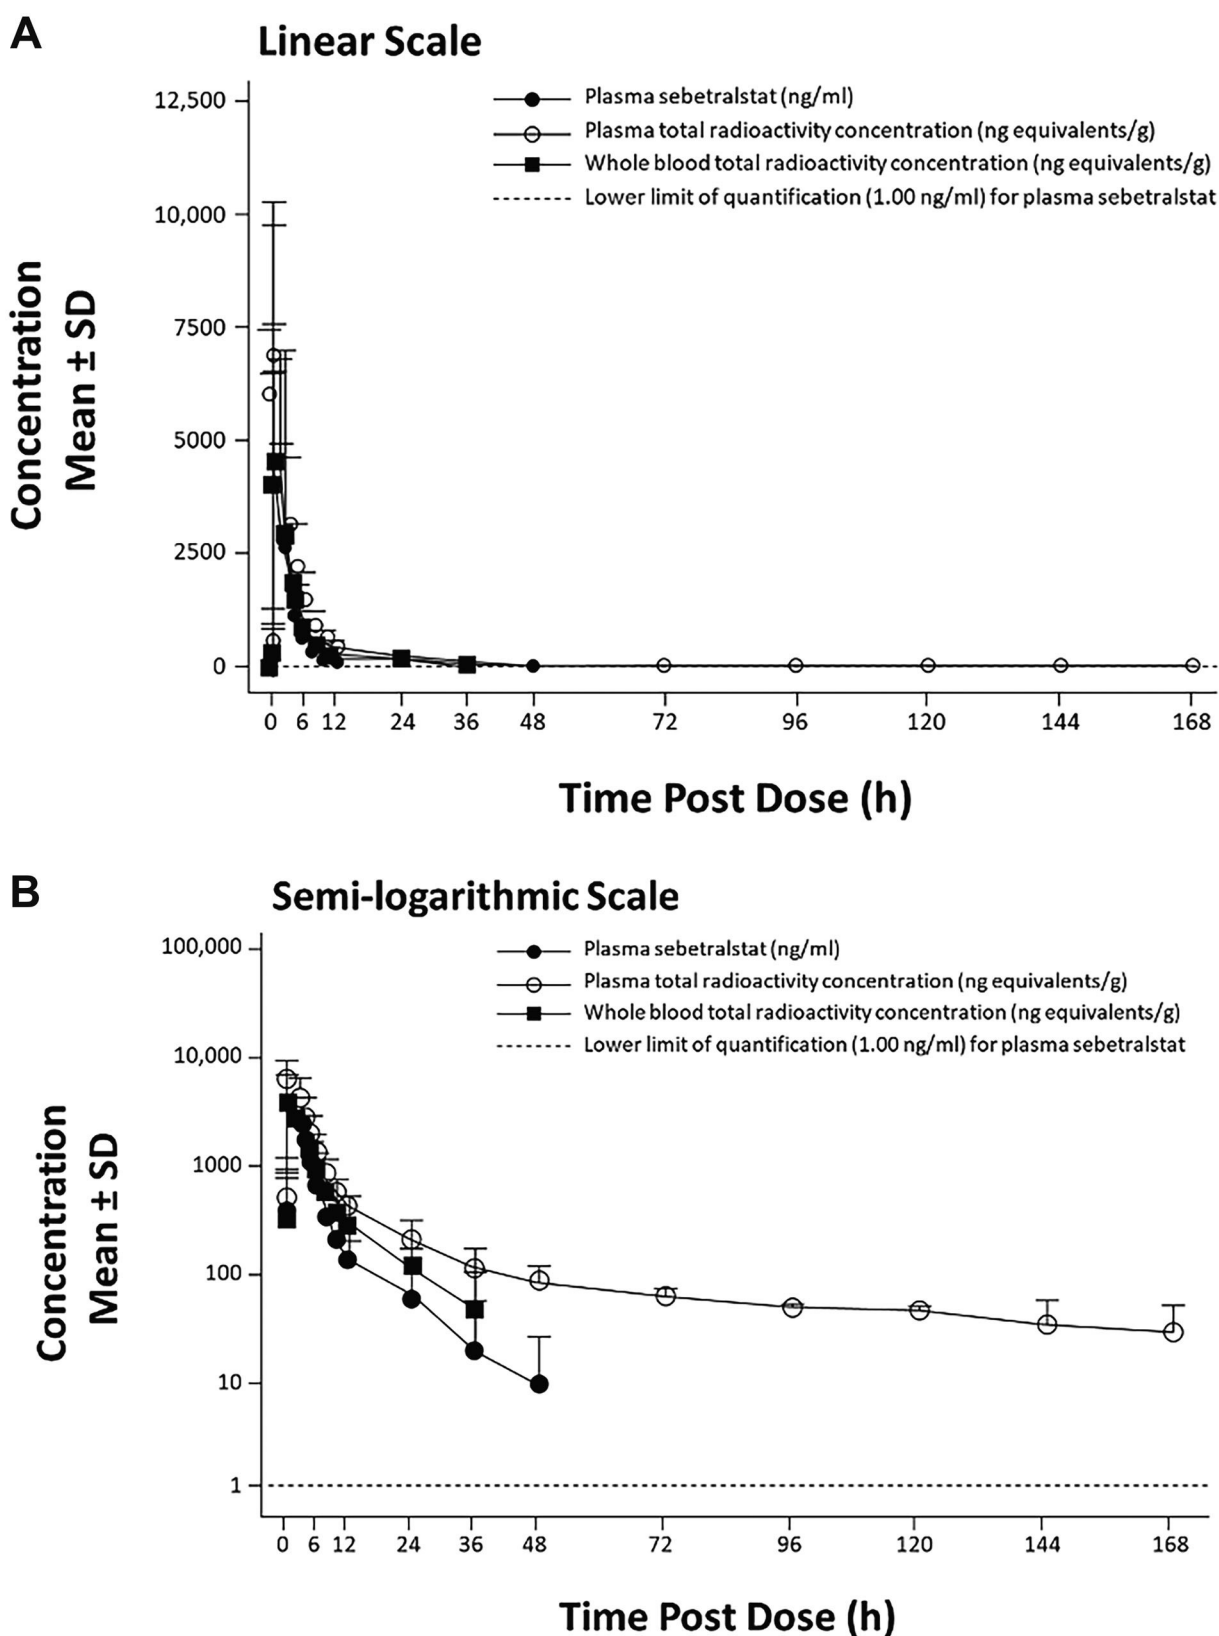 A
Linear Scale
12,500
10,000
7500
5000
2500
0
Concentration
Mean ± SD
Plasma sebetralstat (ng/ml)
Plasma total radioactivity concentration (ng equivalents/g)
Whole blood total radioactivity concentration (ng equivalents/g)
Lower limit of quantification (1.00 ng/ml) for plasma sebetralstat
0 6 12 24 36 48 72 96 120 144 168
Time Post Dose (h)
B
Semi-logarithmic Scale
100,000
10,000
1000
100
10
1
Concentration
Mean ± SD
Plasma sebetralstat (ng/ml)
Plasma total radioactivity concentration (ng equivalents/g)
Whole blood total radioactivity concentration (ng equivalents/g)
Lower limit of quantification (1.00 ng/ml) for plasma sebetralstat
0 6 12 24 36 48 72 96 120 144 168
Time Post Dose (h)